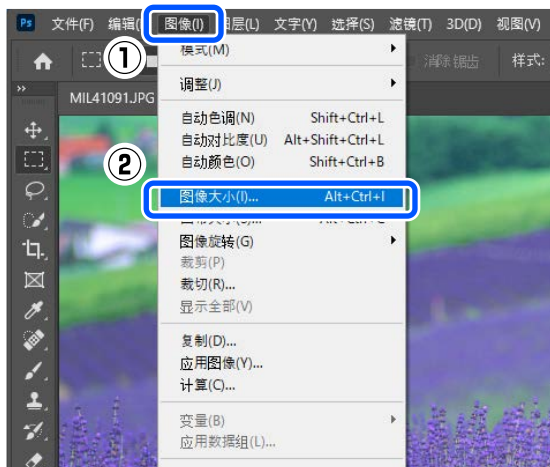 Ps 文件(F) 编辑( 图像(I) 层(L) 文字(Y) 选择(S) 滤镜(T) 3D(D) 视图(V)
① 消除锯齿 样式:
模式(M)
MIL41091.JPG
调整(J)
自动色调(N) Shift+Ctrl+L
自动对比度(U) Alt+Shift+Ctrl+L
自动颜色(O) Shift+Ctrl+B
②
图像大小(I)... Alt+Ctrl+I
图像旋转(G)
裁剪(P)
裁切(R)...
显示全部(V)
复制(D)...
应用图像(Y)...
计算(C)...
变量(B)
应用数据组(L)...